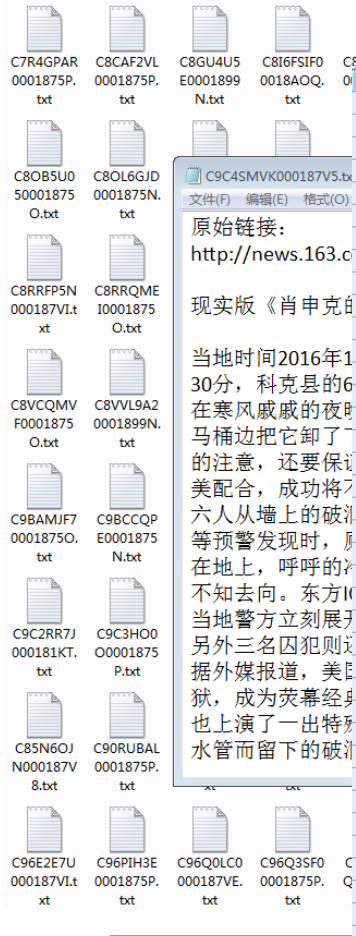 C7R4GPAR
0001875P.
txt
C8CAF2VL
0001875P.
txt
C8GU4U5
E0001899
N.txt
C8I6FSIF0
0018AOQ.
txt
C8OB5U0
50001875
O.txt
C8OL6GJD
0001875N.
txt
C8RRFP5N
000187VI.t
xt
C8RRQME
I0001875
O.txt
C8VCQMV
F0001875
O.txt
C8VVL9A2
0001899N.
txt
C9BAMJF7
0001875O.
txt
C9BCCQP
E0001875
N.txt
C9C2RR7J
000181KT.
txt
C9C3HO0
O0001875
P.txt
C85N6OJ
N000187V
8.txt
C90RUBAL
0001875P.
txt
C96E2E7U
000187VI.t
xt
C96PIH3E
0001875P.
txt
C96Q0LC0
000187VE.
txt
C96Q3SF0
0001875P.
txt
C9C4SMVK000187V5.tx
文件(F) 编辑(E) 格式(O)
原始链接:
http://news.163.c
现实版《肖申克的
当地时间2016年1
30分,科克县的6
在寒风戚戚的夜
马桶边把它卸了
的注意,还要保
美配合,成功将
六人从墙上的破
等预警发现时,
在地上,呼呼的
不知去向。东方I
当地警方立刻展
另外三名囚犯则
据外媒报道,美
狱,成为荧幕经
也上演了一出特
水管而留下的破